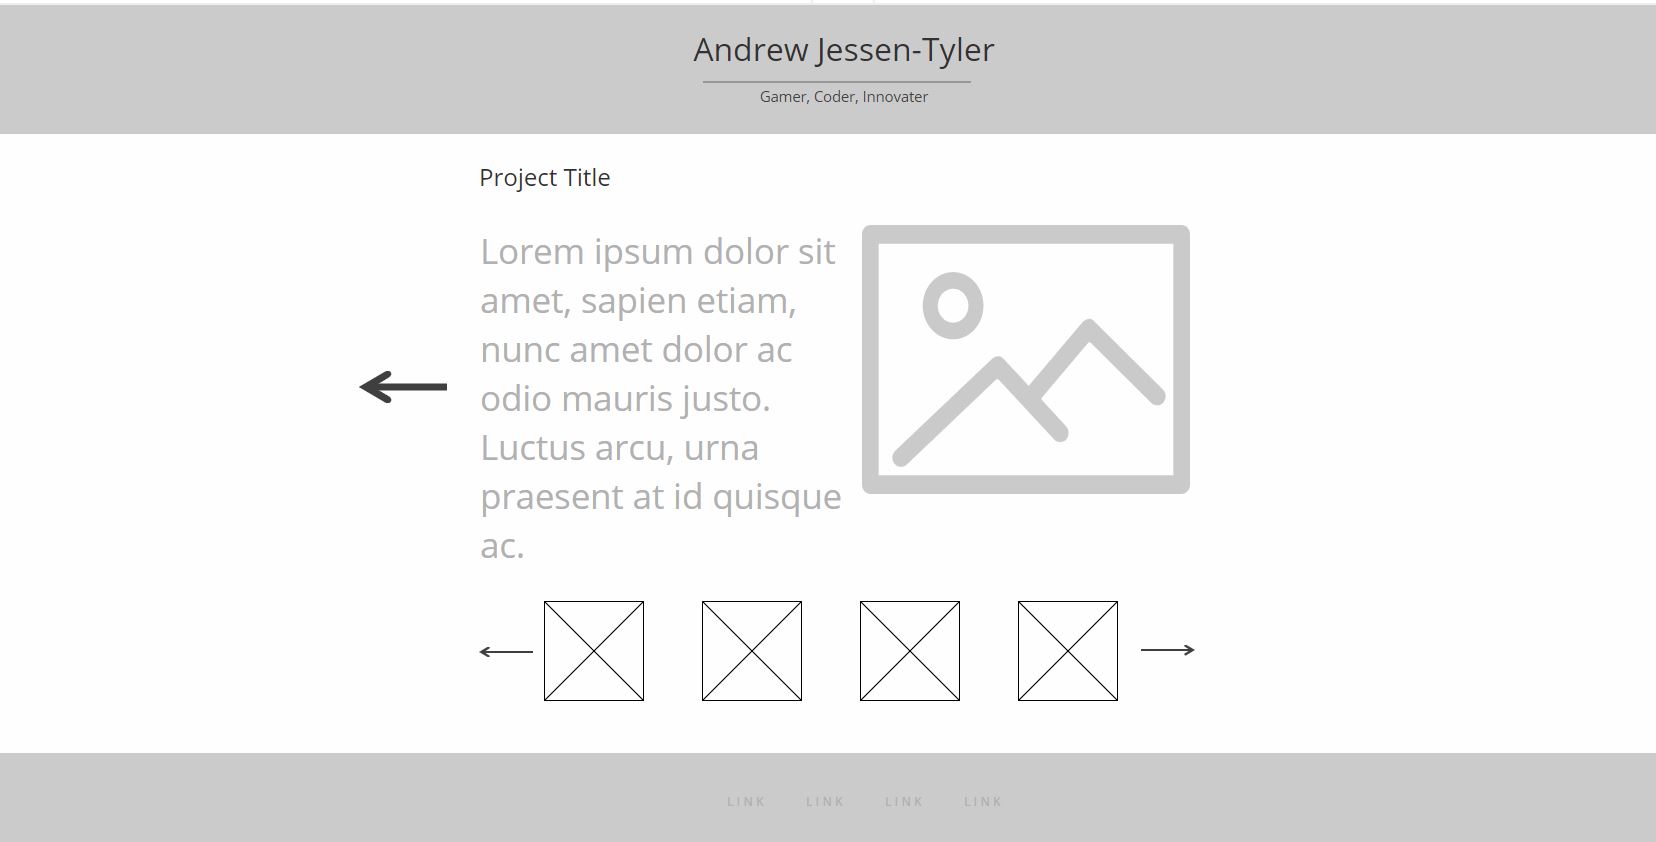 Andrew Jessen-Tyler
Gamer, Coder, Innovater
Project Title
Lorem ipsum dolor sit
amet, sapien etiam,
nunc amet dolor ac
odio mauris justo.
Luctus arcu, urna
praesent at id quisque
ac.
LINK LINK LINK LINK